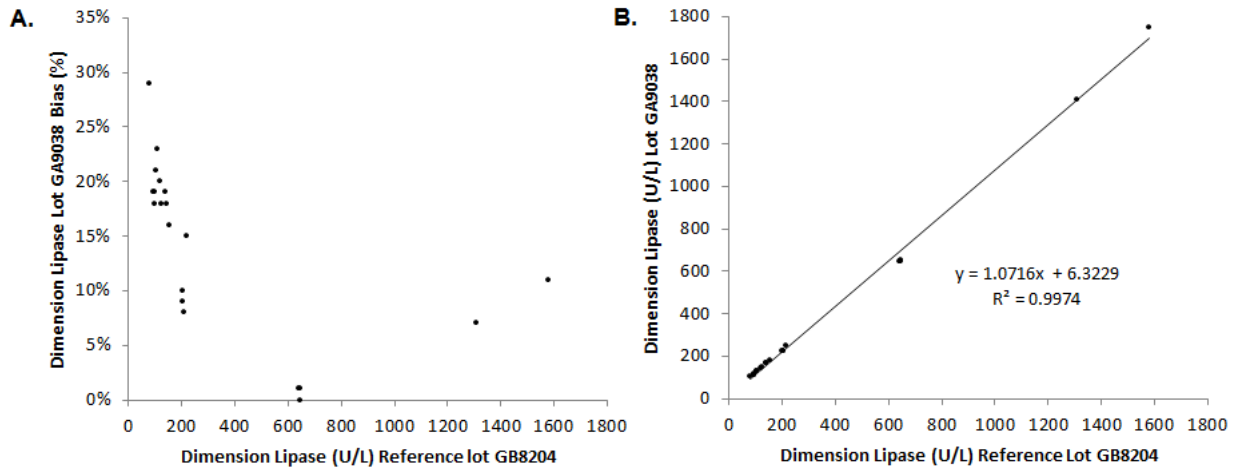 A.
Dimension Lipase Lot GA9038 Bias (%)
35%
30%
25%
20%
15%
10%
5%
0%
0 200 400 600 800 1000 1200 1400 1600 1800
Dimension Lipase (U/L) Reference lot GB8204
B.
Dimension Lipase (U/L) Lot GA9038
1800
1600
1400
1200
1000
800
600
400
200
0
y = 1.0716x + 6.3229
R² = 0.9974
0 200 400 600 800 1000 1200 1400 1600 1800
Dimension Lipase (U/L) Reference Lot GB8204